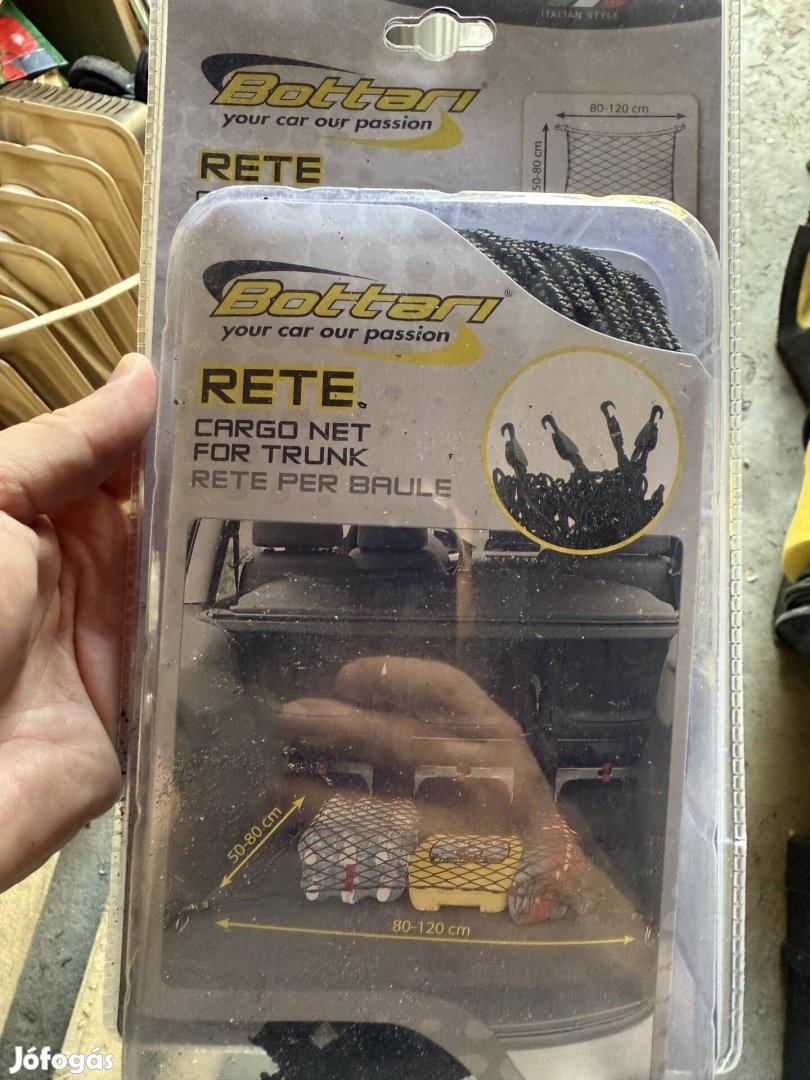 ITALIAN STYLE
Bottari®
your car our passion
80-120 cm
50-80 cm
RETE
Bottari®
your car our passion
RETE
CARGO NET
FOR TRUNK
RETE PER BAULE
50-80 cm
80-120 cm
Jófogás